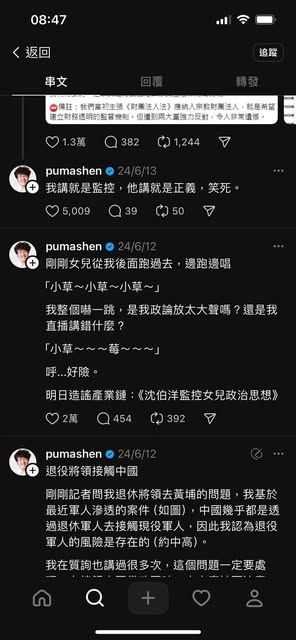 08:47
返回
追蹤
串文
回覆
轉發
備註:我們當初主張《財團法人法》應納入宗教財團法人,就是希望
建立財務透明的監督機制。但遭到兩大黨強力反對,令人非常遺憾。
1.3萬
382
1,244
pumashen 24/6/13
我講就是監控,他講就是正義,笑死。
5,009
39
50
pumashen 24/6/12
剛剛女兒從我後面跑過去,邊跑邊唱
「小草~小草~小草~」
我整個嚇一跳,是我政論放太大聲嗎?還是我
直播講錯什麼?
「小草~~~莓~~~」
呼...好險。
明日造謠產業鏈:《沈伯洋監控女兒政治思想》
2萬
454
392
pumashen 24/6/12
退役將領接觸中國
剛剛記者問我退休將領去黃埔的問題,我基於
最近軍人滲透的案件 (如圖),中國幾乎都是透
過退休軍人去接觸現役軍人,因此我認為退役
軍人的風險是存在的 (約中高)。
我在質詢也講過很多次,這個問題一定要處